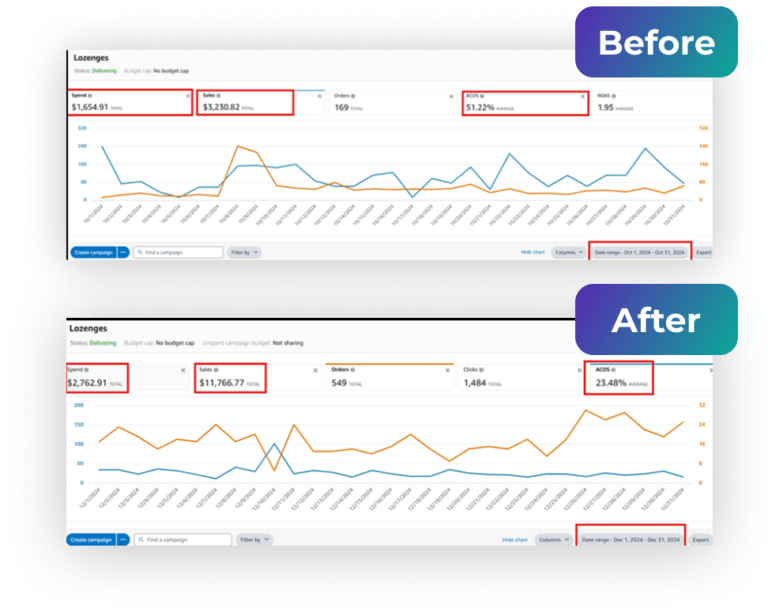 Before
Lozenges
Status: Delivering Budget cap: No budget cap
Spend Sales Orders ACOS ROAS
$1,654.91 TOTAL $3,230.82 TOTAL 169 TOTAL 51.22% AVERAGE 1.95 AVERAGE
320 320
240 240
160 160
80 80
0 0
10/1/2024 10/2/2024 10/3/2024 10/4/2024 10/5/2024 10/6/2024 10/7/2024 10/8/2024 10/9/2024 10/10/2024 10/11/2024 10/12/2024 10/13/2024 10/14/2024 10/15/2024 10/16/2024 10/17/2024 10/18/2024 10/19/2024 10/20/2024 10/21/2024 10/22/2024 10/23/2024 10/24/2024 10/25/2024 10/26/2024 10/27/2024 10/28/2024 10/29/2024 10/30/2024 10/31/2024
Create campaign Find a campaign Filter by Hide chart Columns Date range - Oct 1, 2024 - Oct 31, 2024 Export
After
Lozenges
Status: Delivering Budget cap: No budget cap Unspent campaign budget: Not sharing
Spend Sales Orders Clicks ACOS
$2,762.91 TOTAL $11,766.77 TOTAL 549 TOTAL 1,484 TOTAL 23.48% AVERAGE
200 32
150 24
100 16
50 8
0 0
12/1/2024 12/2/2024 12/3/2024 12/4/2024 12/5/2024 12/6/2024 12/7/2024 12/8/2024 12/9/2024 12/10/2024 12/11/2024 12/12/2024 12/13/2024 12/14/2024 12/15/2024 12/16/2024 12/17/2024 12/18/2024 12/19/2024 12/20/2024 12/21/2024 12/22/2024 12/23/2024 12/24/2024 12/25/2024 12/26/2024 12/27/2024 12/28/2024 12/29/2024 12/30/2024 12/31/2024
Create campaign Find a campaign Filter by Hide chart Columns Date range - Dec 1, 2024 - Dec 31, 2024 Export